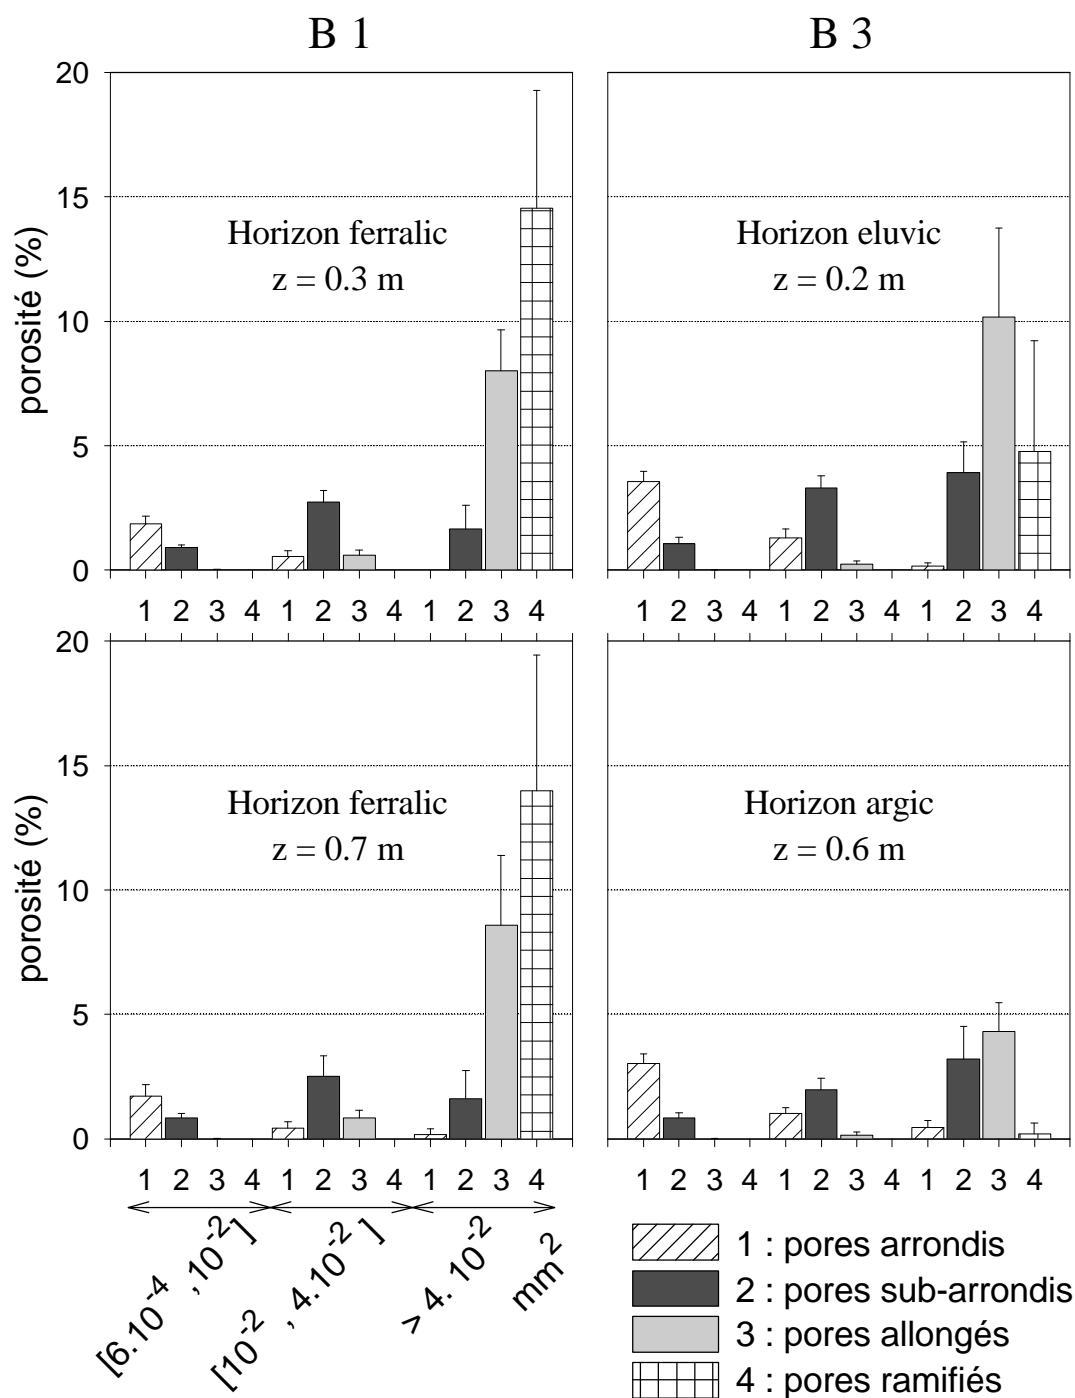 B 1 B 3
20
15
10
5
0
porosité (%)
Horizon ferralic
z = 0.3 m
Horizon eluvic
z = 0.2 m
1 2 3 4 1 2 3 4 1 2 3 4
1 2 3 4 1 2 3 4 1 2 3 4
20
15
10
5
0
porosité (%)
Horizon ferralic
z = 0.7 m
Horizon argic
z = 0.6 m
1 2 3 4 1 2 3 4 1 2 3 4
1 2 3 4 1 2 3 4 1 2 3 4
[6.10⁻⁴ , 10⁻²]
[10⁻² , 4.10⁻²]
> 4. 10⁻²
mm²
1 : pores arrondis
2 : pores sub-arrondis
3 : pores allongés
4 : pores ramifiés